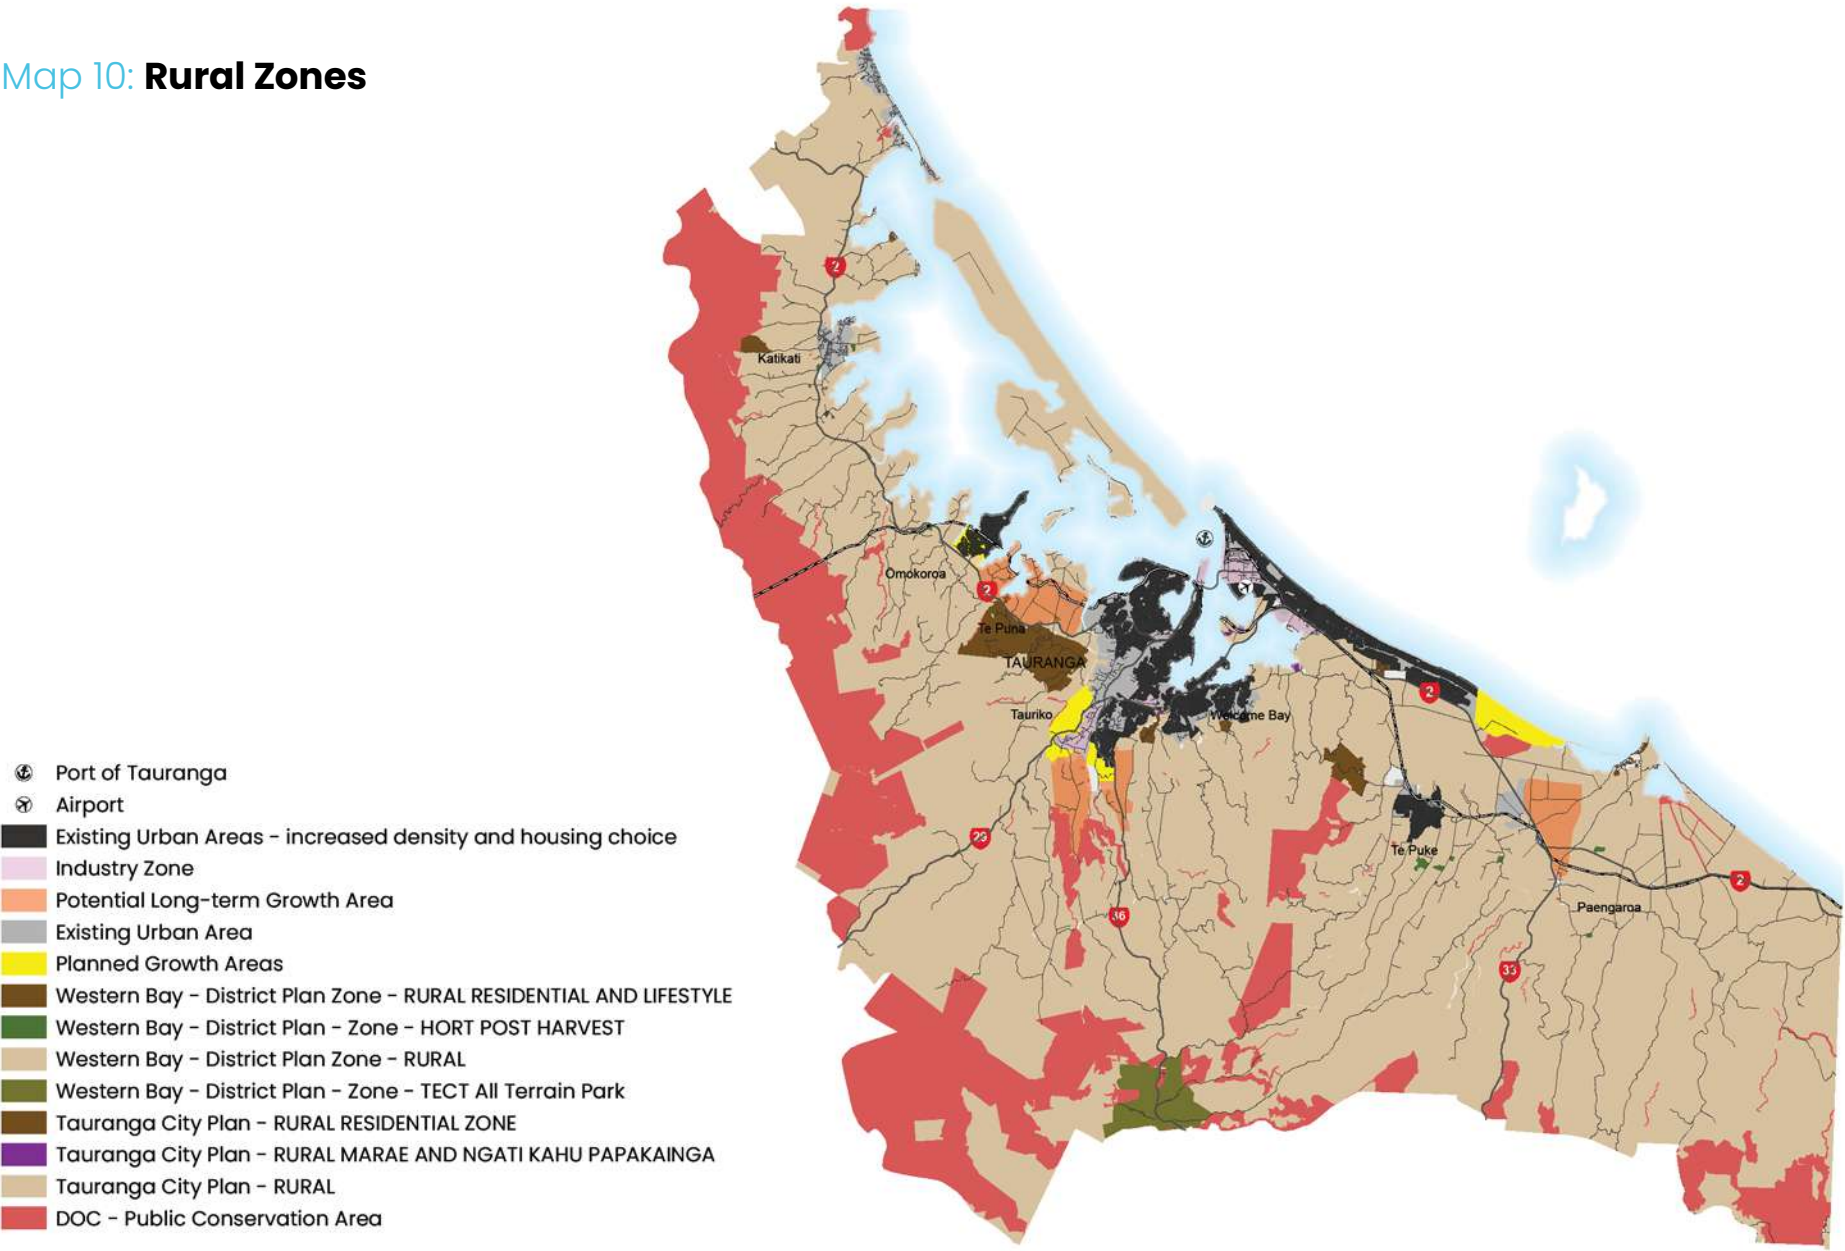 Map 10: Rural Zones
2
Katikati
Omokoroa
2
Te Puna
TAURANGA
Tauriko
Welcome Bay
2
29
Te Puke
2
36
Paengaroa
33
Port of Tauranga
Airport
Existing Urban Areas - increased density and housing choice
Industry Zone
Potential Long-term Growth Area
Existing Urban Area
Planned Growth Areas
Western Bay - District Plan Zone - RURAL RESIDENTIAL AND LIFESTYLE
Western Bay - District Plan - Zone - HORT POST HARVEST
Western Bay - District Plan Zone - RURAL
Western Bay - District Plan - Zone - TECT All Terrain Park
Tauranga City Plan - RURAL RESIDENTIAL ZONE
Tauranga City Plan - RURAL MARAE AND NGATI KAHU PAPAKAINGA
Tauranga City Plan - RURAL
DOC - Public Conservation Area